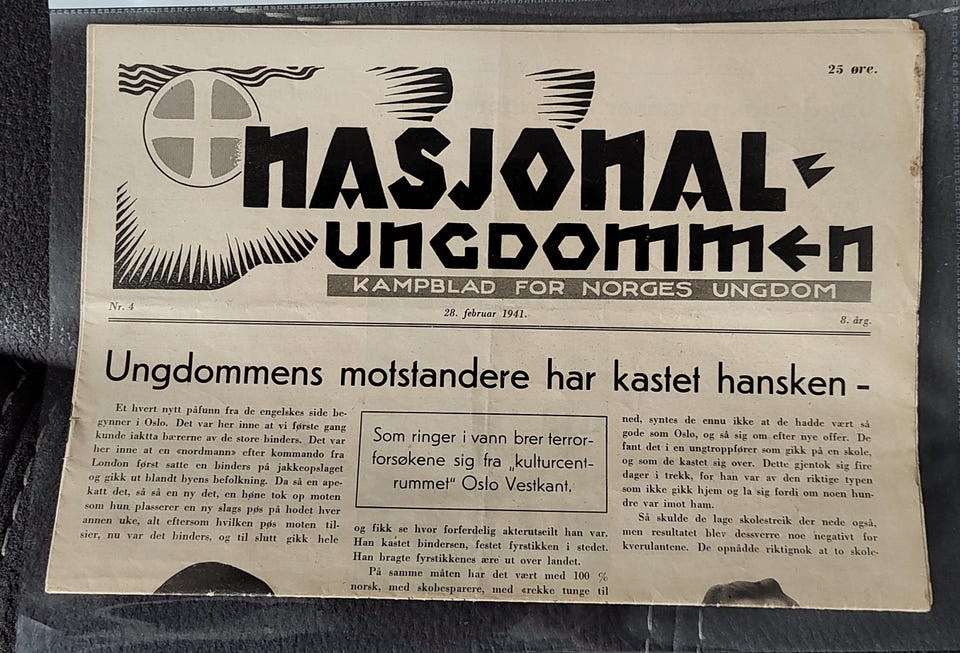 25 øre.
NASJONAL-
UNGDOMMEN
KAMPBLAD FOR NORGES UNGDOM
Nr. 4
28. februar 1941.
8. årg.
Ungdommens motstandere har kastet hansken -
Et hvert nytt påfunn fra de engelskes side be-
gynner i Oslo. Det var her inne at vi første gang
kunde iaktta bærerne av de store binders. Det var
her inne at en «nordmann» efter kommando fra
London først satte en binders på jakkeopslaget
og gikk ut blandt byens befolkning. Da så en ape-
katt det, så så en ny det, en høne tok op moten
som hun plasserer en ny slags pøs på hodet hver
annen uke, alt eftersom hvilken pøs moten til-
sier, nu var det binders, og til slutt gikk hele
Som ringer i vann brer terror-
forsøkene sig fra „kulturcent-
rummet" Oslo Vestkant.
og fikk se hvor forferdelig akterutseilt han var.
Han kastet bindersen, festet fyrstikken i stedet.
Han bragte fyrstikkenes ære ut over landet.
På samme måten har det vært med 100 %
norsk, med skobesparere, med «rekke tunge til
ned, syntes de ennu ikke at de hadde vært så
gode som Oslo, og så sig om efter nye offer. De
fant det i en ungtroppfører som gikk på en skole,
og som de kastet sig over. Dette gjentok sig fire
dager i trekk, for han var av den riktige typen
som ikke gikk hjem og la sig fordi om noen hun-
dre var imot ham.
Så skulde de lage skolestreik der nede også,
men resultatet blev dessverre noe negativt for
kverulantene. De opnådde riktignok at to skole-